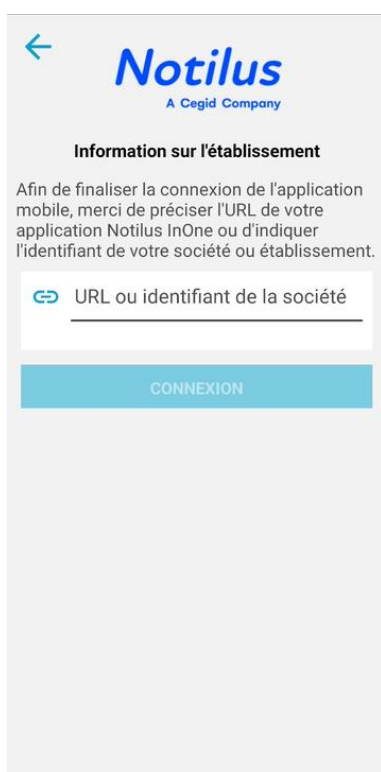 Notilus
A Cegid Company
Information sur l'établissement
Afin de finaliser la connexion de l'application
mobile, merci de préciser l'URL de votre
application Notilus InOne ou d'indiquer
l'identifiant de votre société ou établissement.
URL ou identifiant de la société
CONNEXION